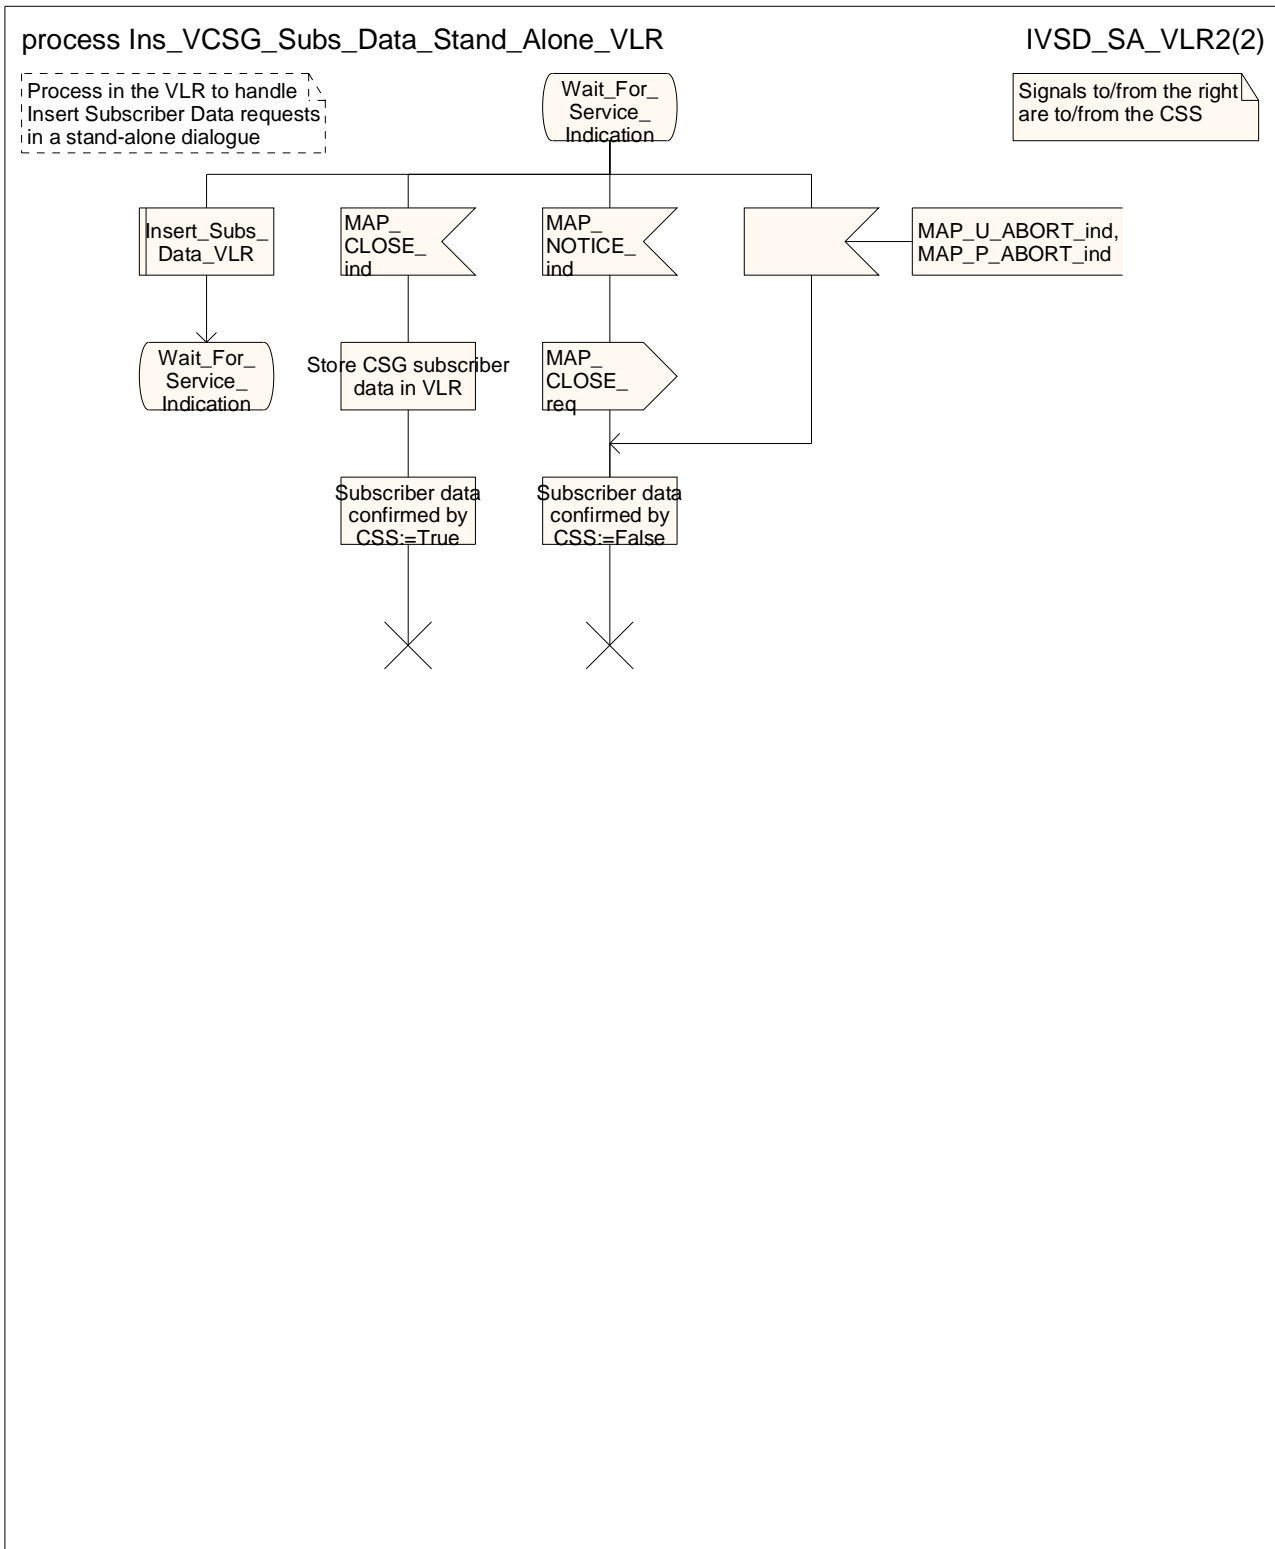 process Ins_VCSG_Subs_Data_Stand_Alone_VLR
IVSD_SA_VLR2(2)
Process in the VLR to handle
Insert Subscriber Data requests
in a stand-alone dialogue
Wait_For_
Service_
Indication
Signals to/from the right
are to/from the CSS
Insert_Subs_
Data_VLR
MAP_
CLOSE_
ind
MAP_
NOTICE_
ind
MAP_U_ABORT_ind,
MAP_P_ABORT_ind
Wait_For_
Service_
Indication
Store CSG subscriber
data in VLR
MAP_
CLOSE_
req
Subscriber data
confirmed by
CSS:=True
Subscriber data
confirmed by
CSS:=False